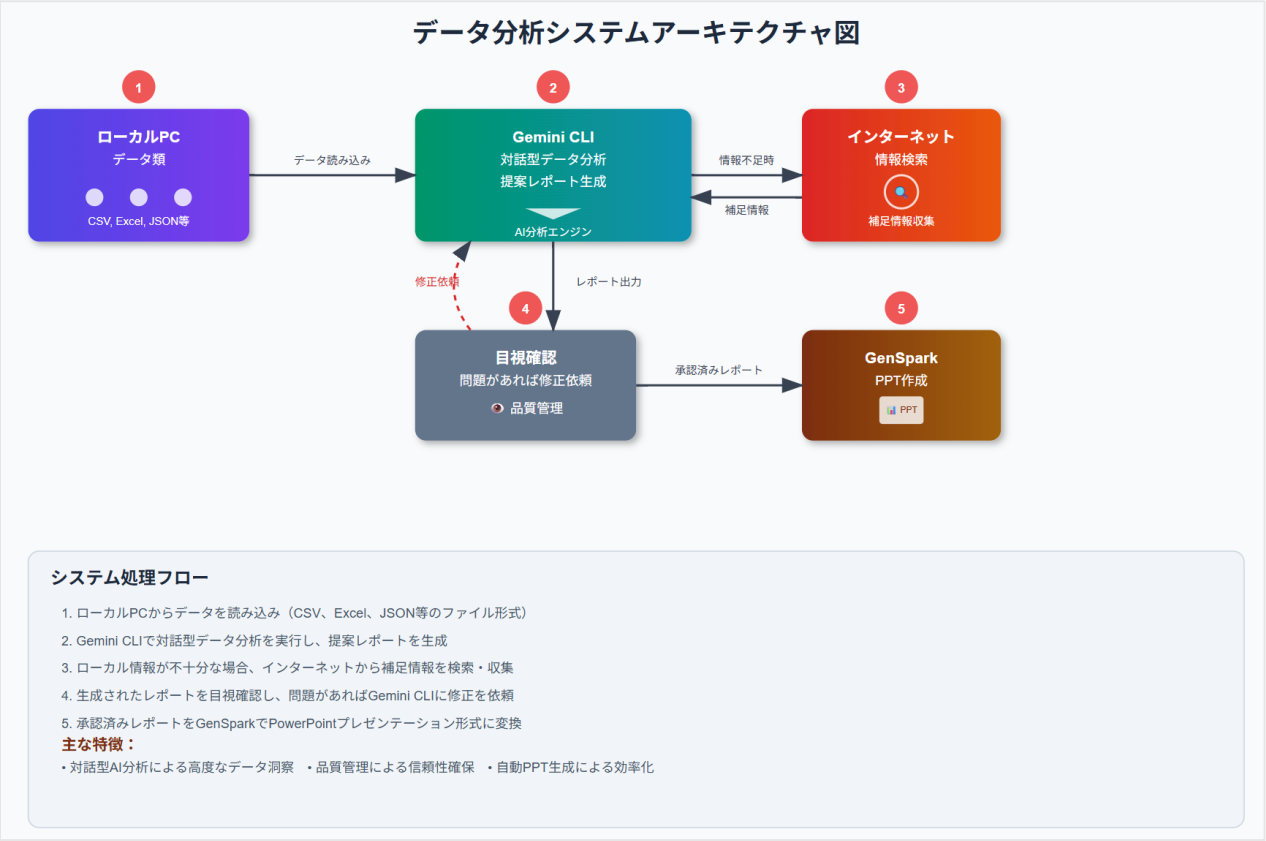 データ分析システムアーキテクチャ図
1
2
3
ローカルPC
データ類
CSV, Excel, JSON等
データ読み込み
Gemini CLI
対話型データ分析
提案レポート生成
AI分析エンジン
情報不足時
補足情報
インターネット
情報検索
補足情報収集
修正依頼
レポート出力
4
5
目視確認
問題があれば修正依頼
品質管理
承認済みレポート
GenSpark
PPT作成
PPT
システム処理フロー
1. ローカルPCからデータを読み込み（CSV、Excel、JSON等のファイル形式）
2. Gemini CLIで対話型データ分析を実行し、提案レポートを生成
3. ローカル情報が不十分な場合、インターネットから補足情報を検索・収集
4. 生成されたレポートを目視確認し、問題があればGemini CLIに修正を依頼
5. 承認済みレポートをGenSparkでPowerPointプレゼンテーション形式に変換
主な特徴：
• 対話型AI分析による高度なデータ洞察 • 品質管理による信頼性確保 • 自動PPT生成による効率化